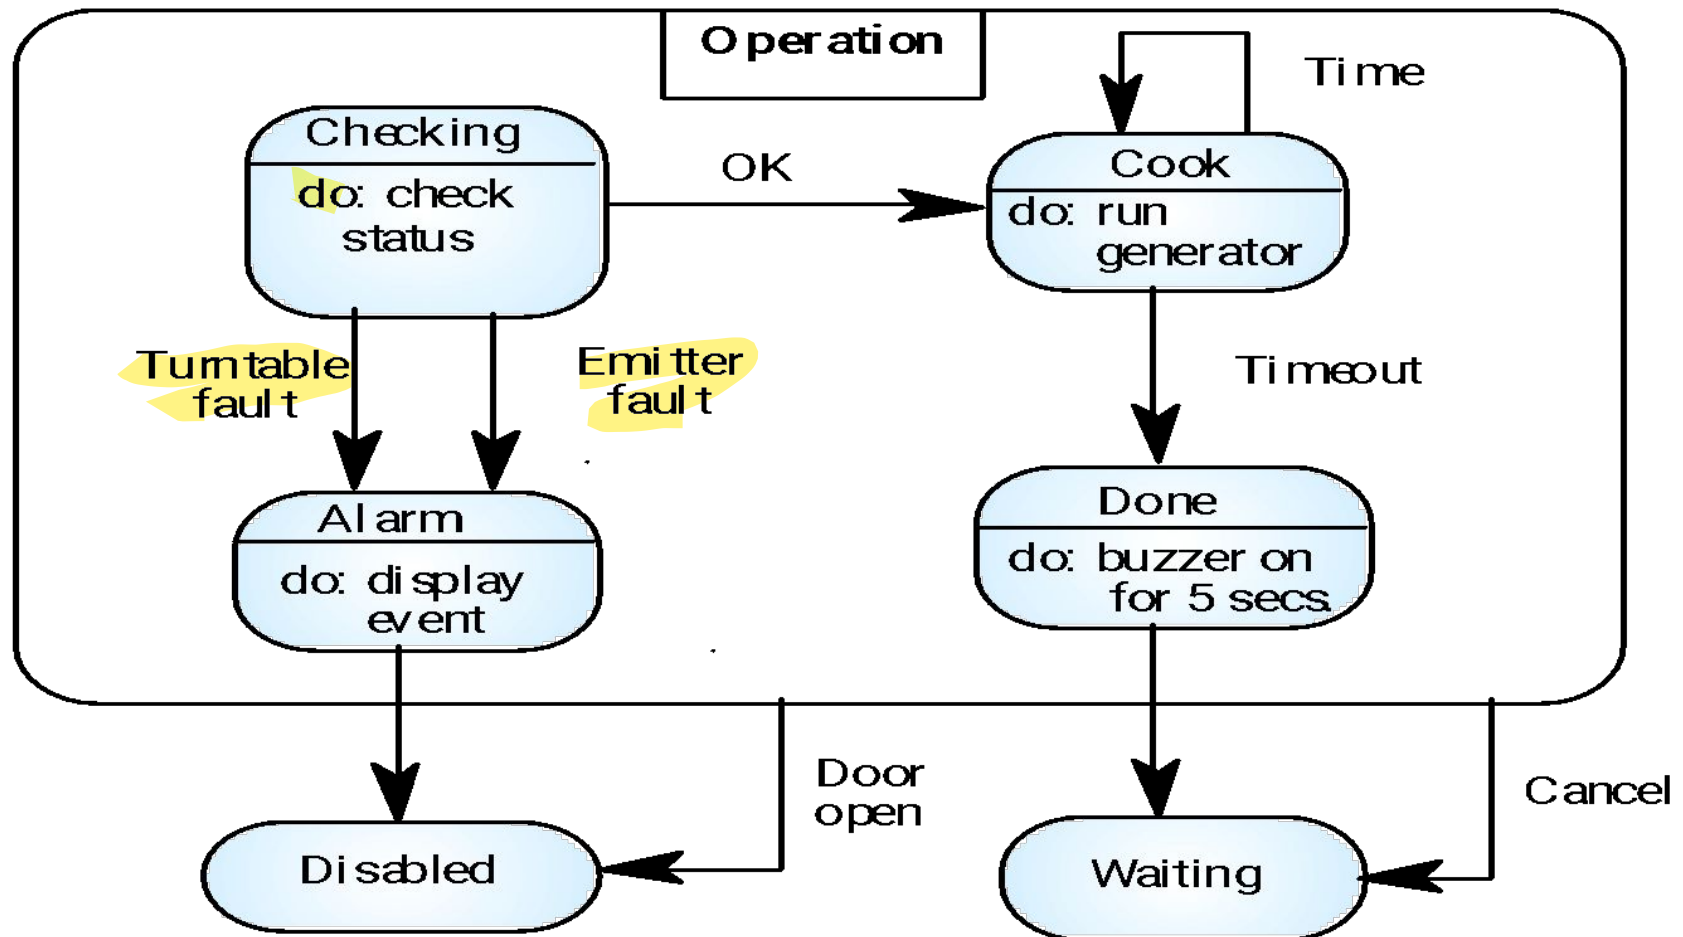 Operation
Time
Checking
do: check
status
OK
Cook
do: run
generator
Turntable
fault
Emitter
fault
Timeout
Alarm
do: display
event
Done
do: buzzer on
for 5 secs.
Door
open
Cancel
Disabled
Waiting